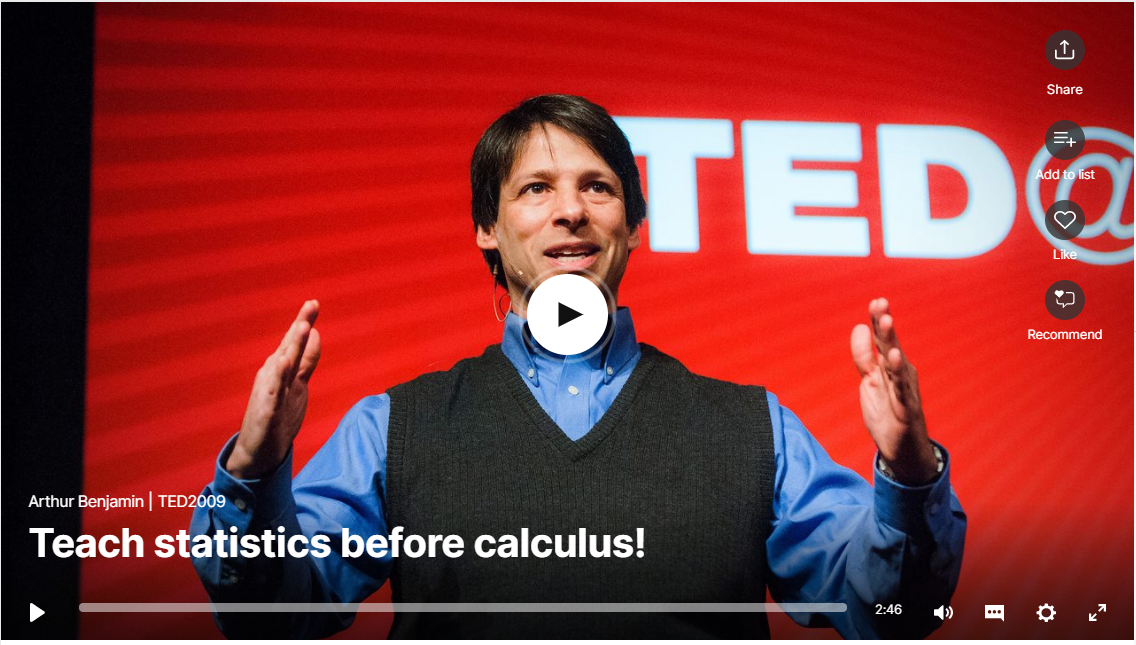 TED@
Share
Add to list
Like
Recommend
Arthur Benjamin | TED2009
Teach statistics before calculus!
2:46